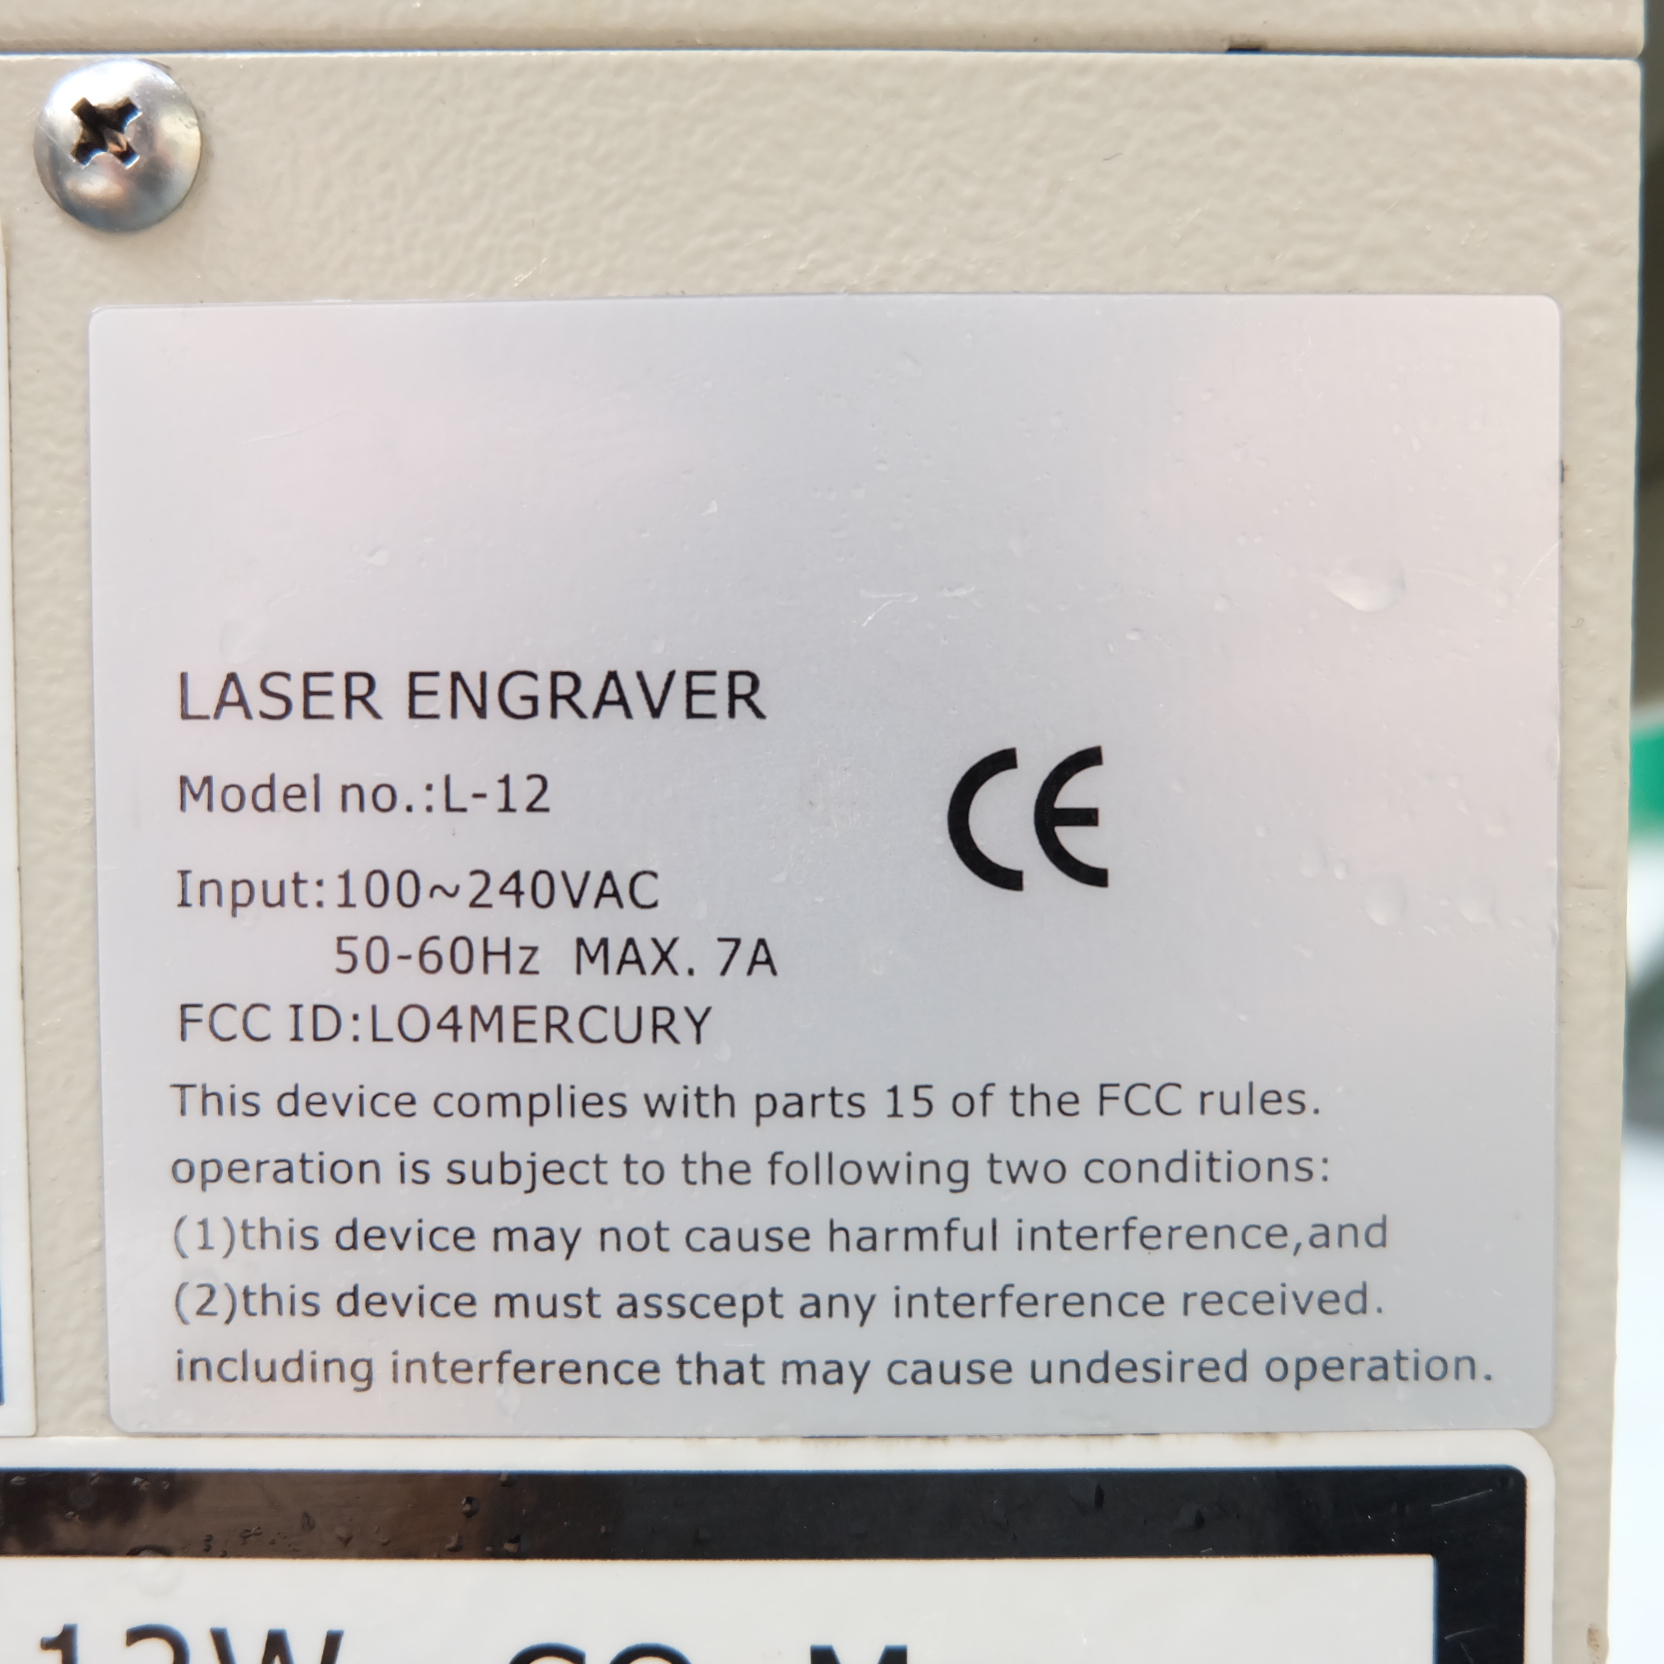 LASER ENGRAVER
Model no.:L-12
CE
Input:100~240VAC
50-60Hz MAX. 7A
FCC ID:LO4MERCURY
This device complies with parts 15 of the FCC rules.
operation is subject to the following two conditions:
(1)this device may not cause harmful interference,and
(2)this device must asscept any interference received.
including interference that may cause undesired operation.
12W